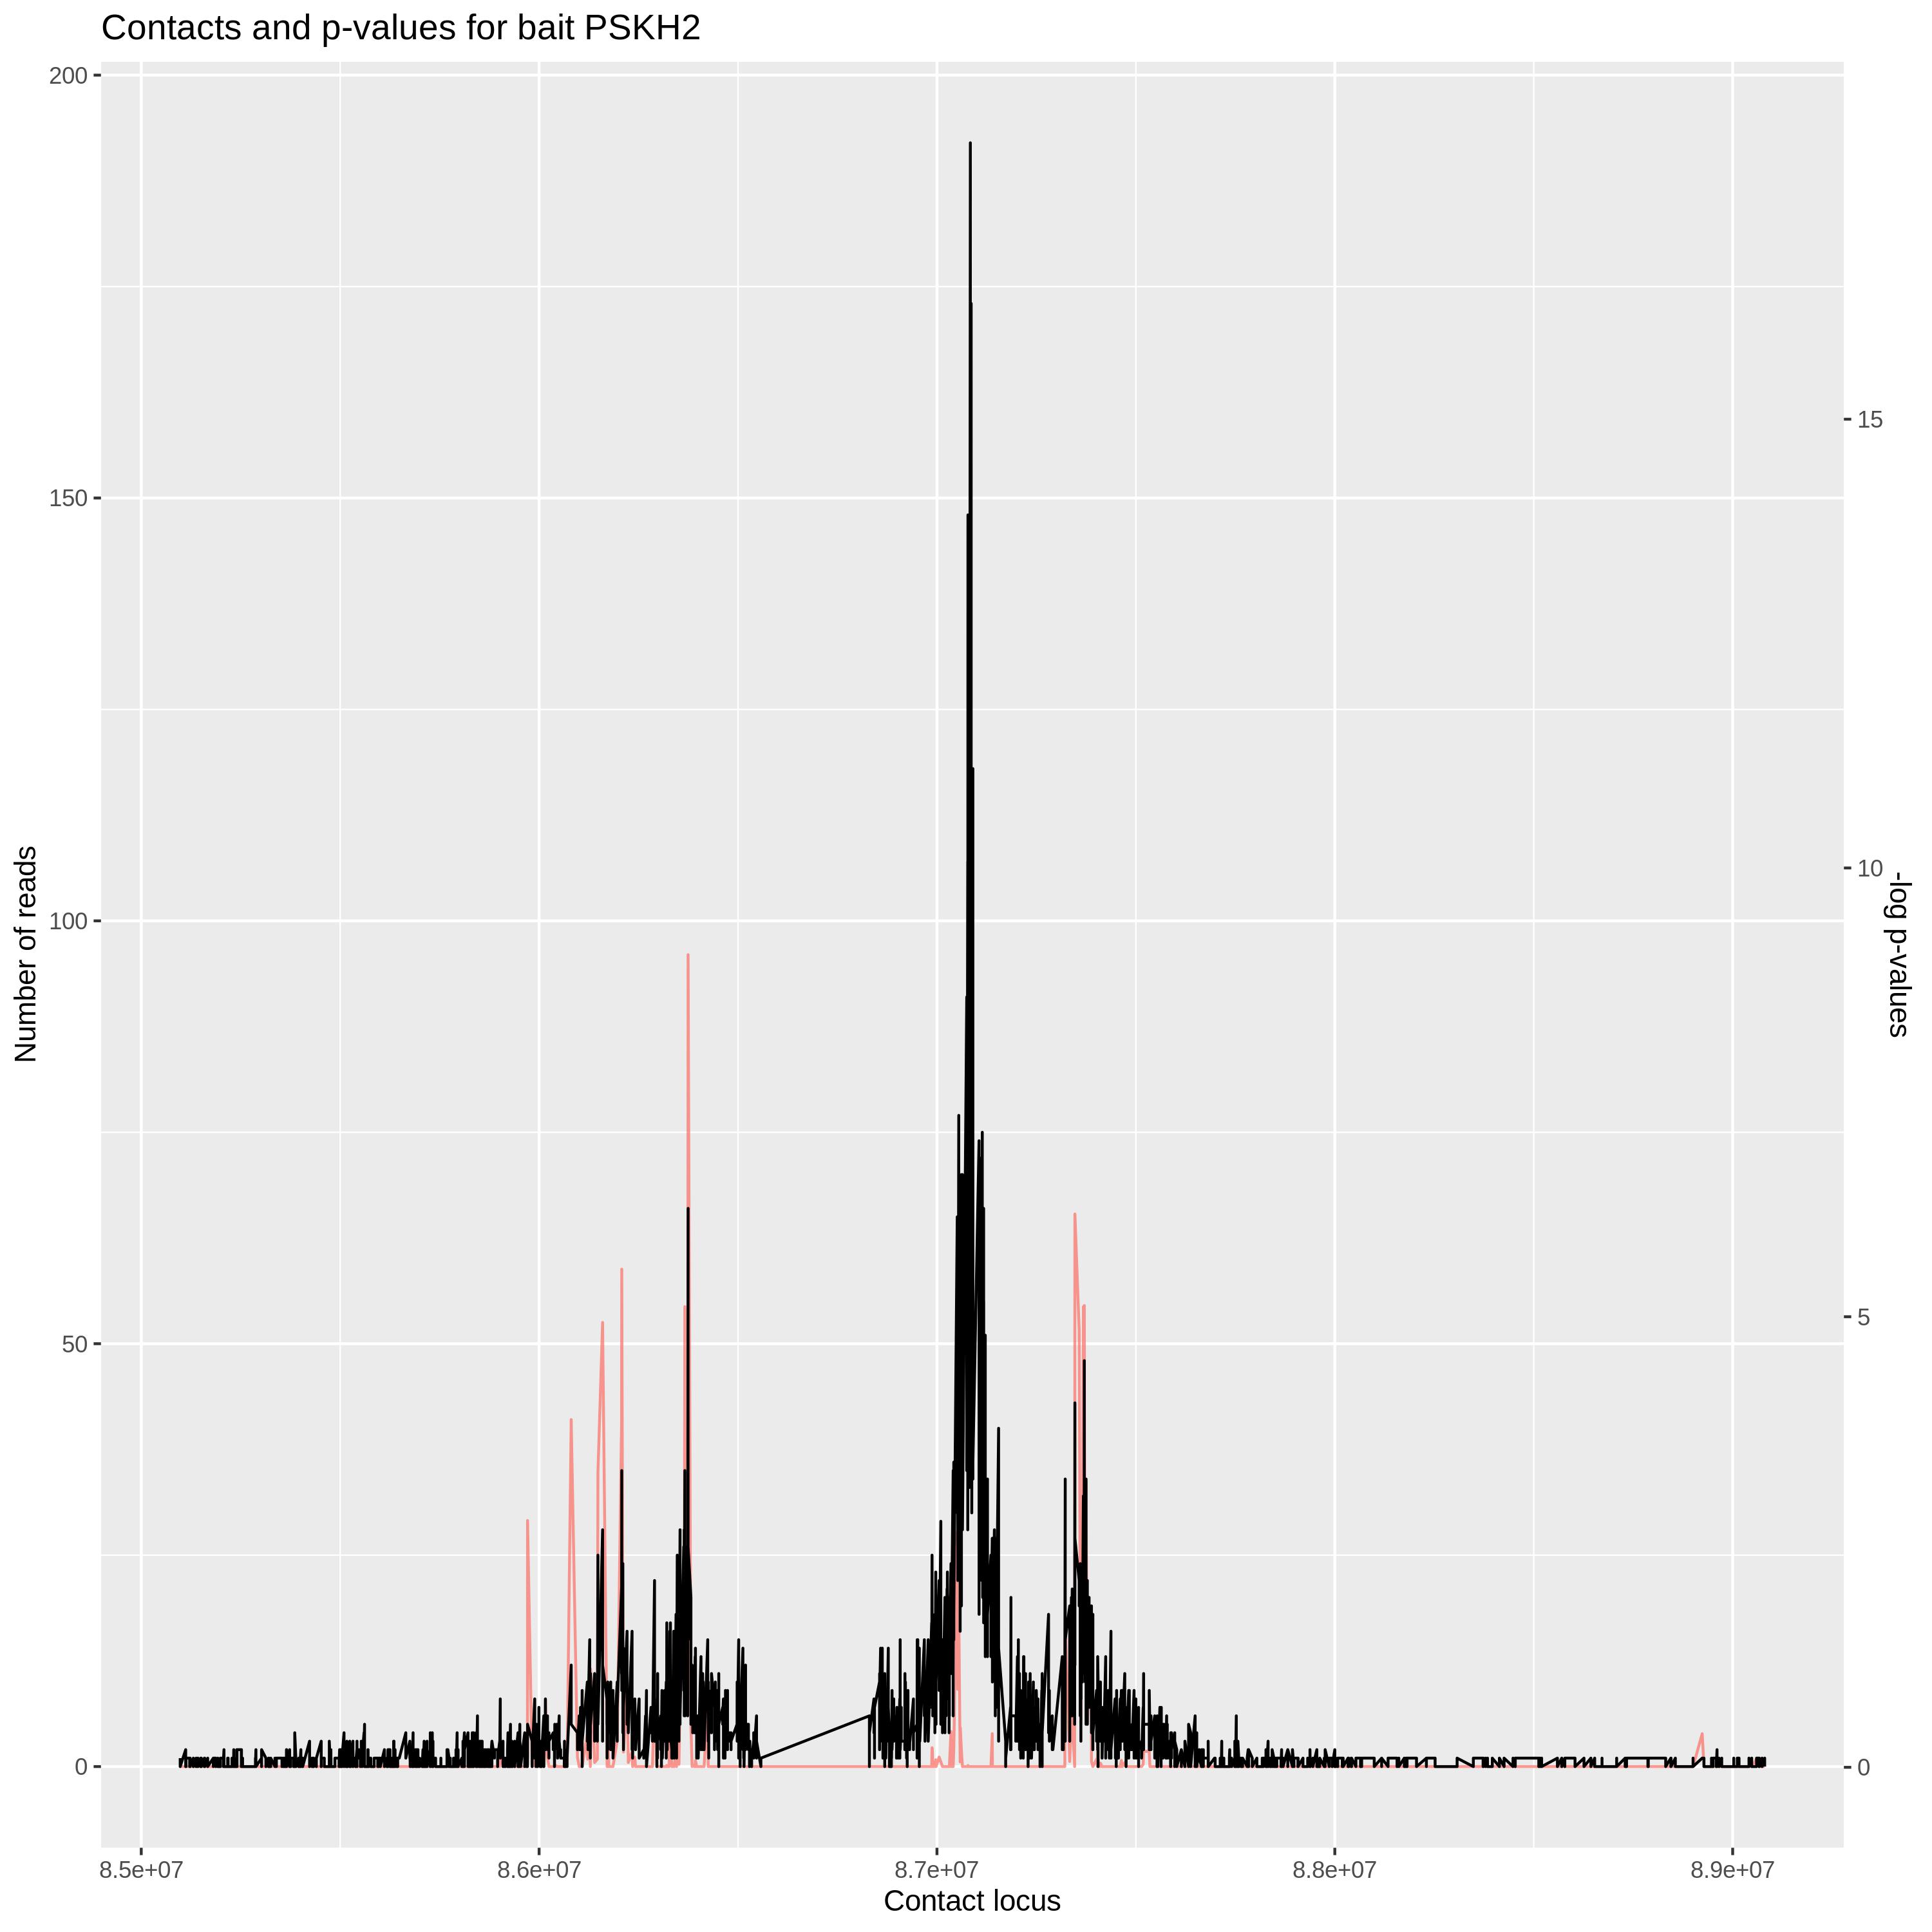 Contacts and p-values for bait PSKH2
200
150
100
50
0
Number of reads
15
10
5
0
-log p-values
8.5e+07
8.6e+07
8.7e+07
8.8e+07
8.9e+07
Contact locus